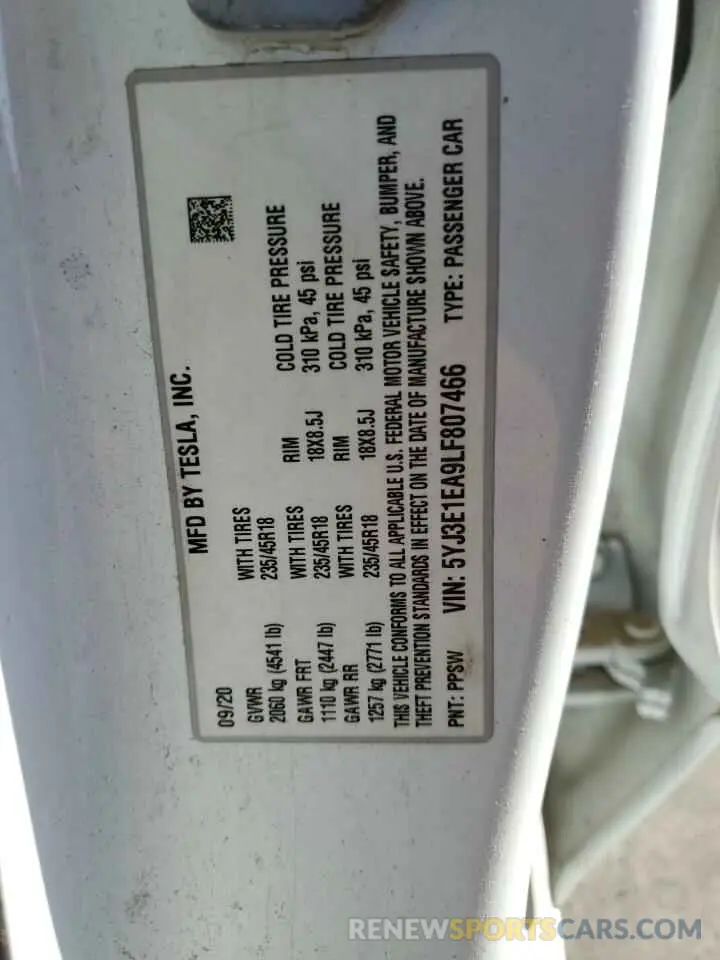 MFD BY TESLA, INC.
09/20
GVWR WITH TIRES RIM COLD TIRE PRESSURE
2060 kg (4541 lb) 235/45R18 18X8.5J 310 kPa, 45 psi
GAWR FRT WITH TIRES RIM COLD TIRE PRESSURE
1110 kg (2447 lb) 235/45R18 18X8.5J 310 kPa, 45 psi
GAWR RR WITH TIRES
1257 kg (2771 lb) 235/45R18
THIS VEHICLE CONFORMS TO ALL APPLICABLE U.S. FEDERAL MOTOR VEHICLE SAFETY, BUMPER, AND
THEFT PREVENTION STANDARDS IN EFFECT ON THE DATE OF MANUFACTURE SHOWN ABOVE.
PNT: PPSW VIN: 5YJ3E1EA9LF807466 TYPE: PASSENGER CAR
RENEWSPORTSCARS.COM